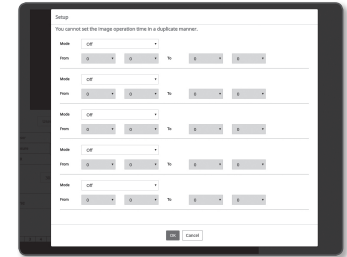 Setup
You cannot set the image operation time in a duplicate manner.
Mode Off
From 0 0 To 0 0
Mode Off
From 0 0 To 0 0
Mode Off
From 0 0 To 0 0
Mode Off
From 0 0 To 0 0
Mode Off
From 0 0 To 0 0
OK Cancel